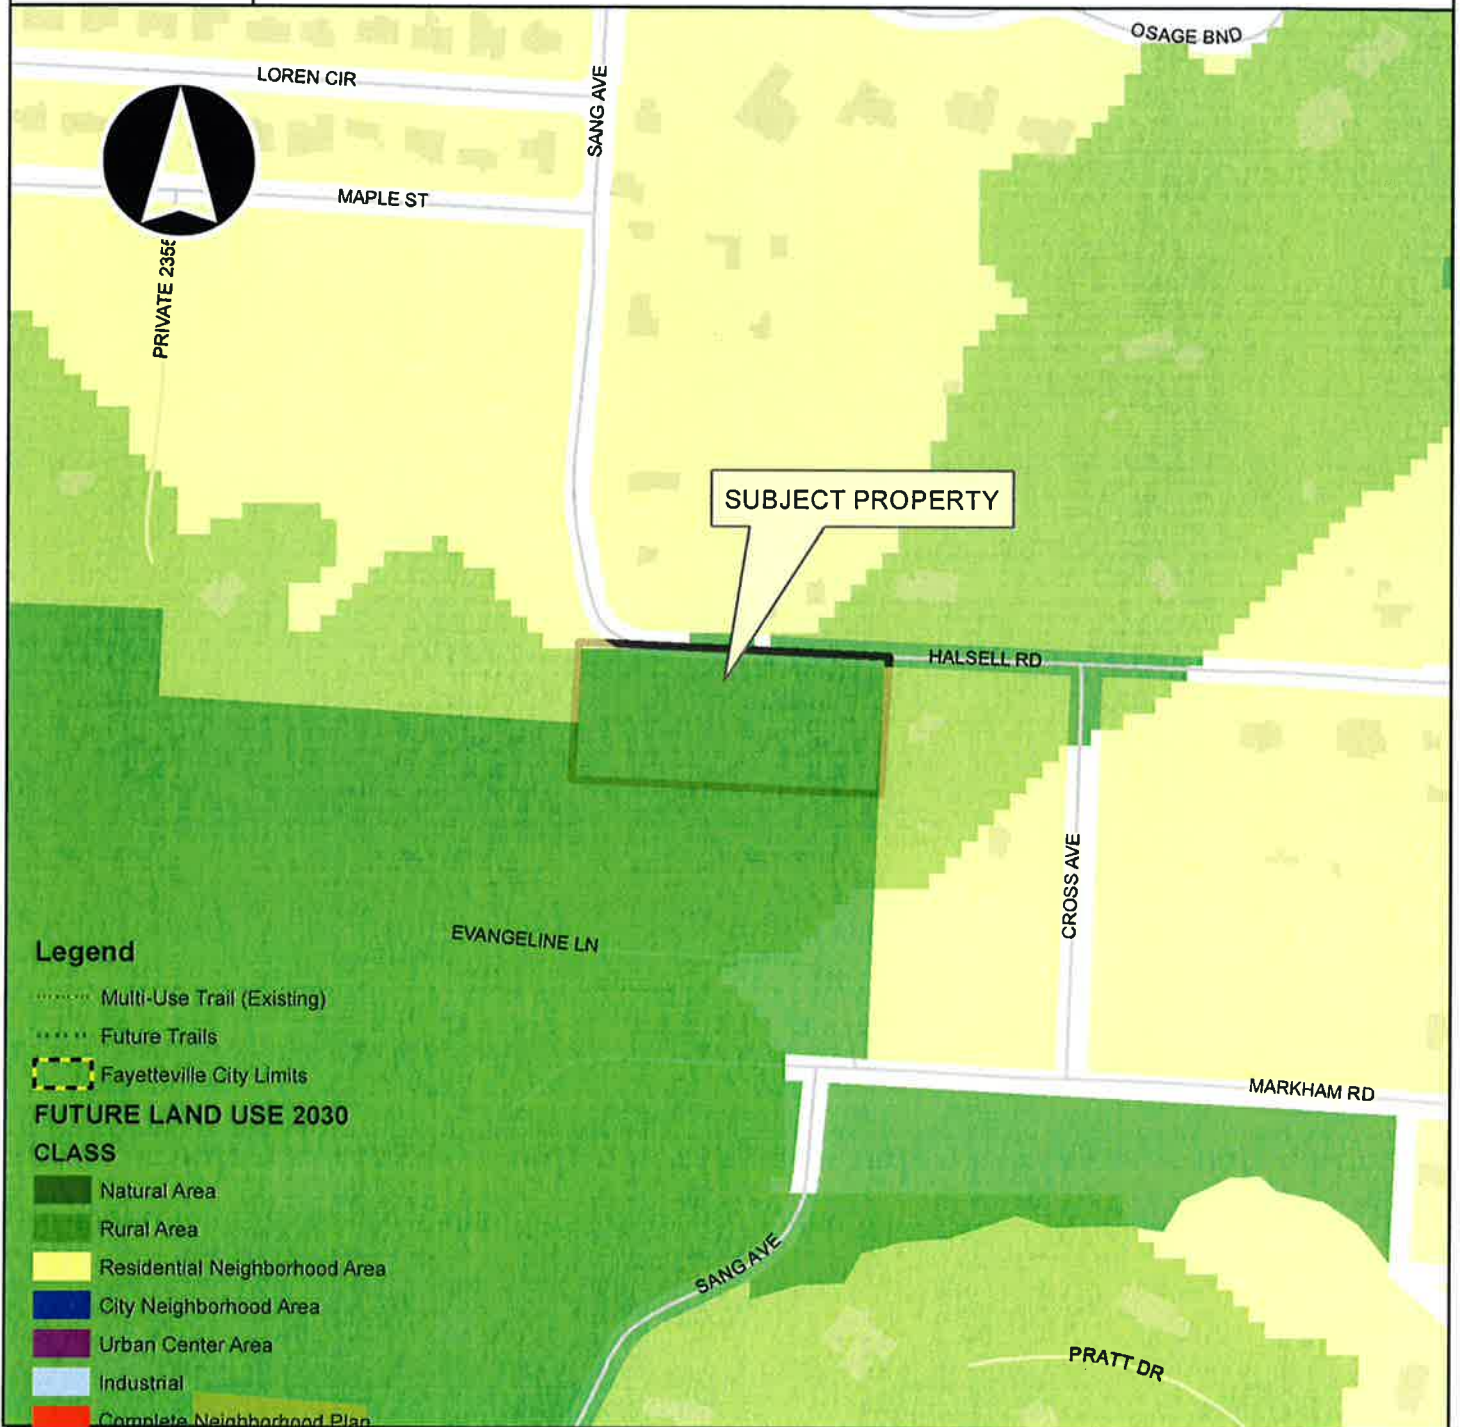 OSAGE BND
LOREN CIR
SANG AVE
MAPLE ST
PRIVATE 2355
SUBJECT PROPERTY
HALSELL RD
CROSS AVE
EVANGELINE LN
MARKHAM RD
SANG AVE
PRATT DR
Legend
Multi-Use Trail (Existing)
Future Trails
Fayetteville City Limits
FUTURE LAND USE 2030
CLASS
Natural Area
Rural Area
Residential Neighborhood Area
City Neighborhood Area
Urban Center Area
Industrial
Complete Neighborhood Plan